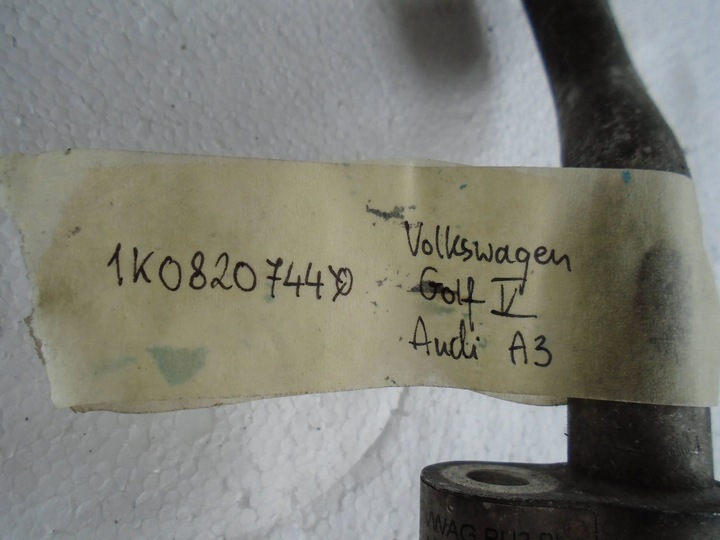 1K0820744D
Volkswagen
Golf V
Audi A3